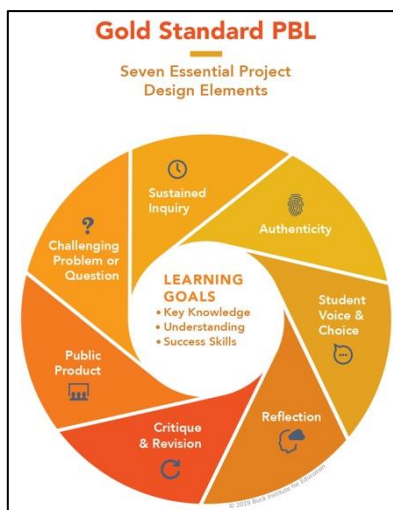 Gold Standard PBL
Seven Essential Project
Design Elements
?
Challenging
Problem or
Question
Sustained
Inquiry
Authenticity
Student
Voice &
Choice
Reflection
Critique
& Revision
Public
Product
LEARNING
GOALS
• Key Knowledge
• Understanding
• Success Skills
© 2019 Buck Institute for Education